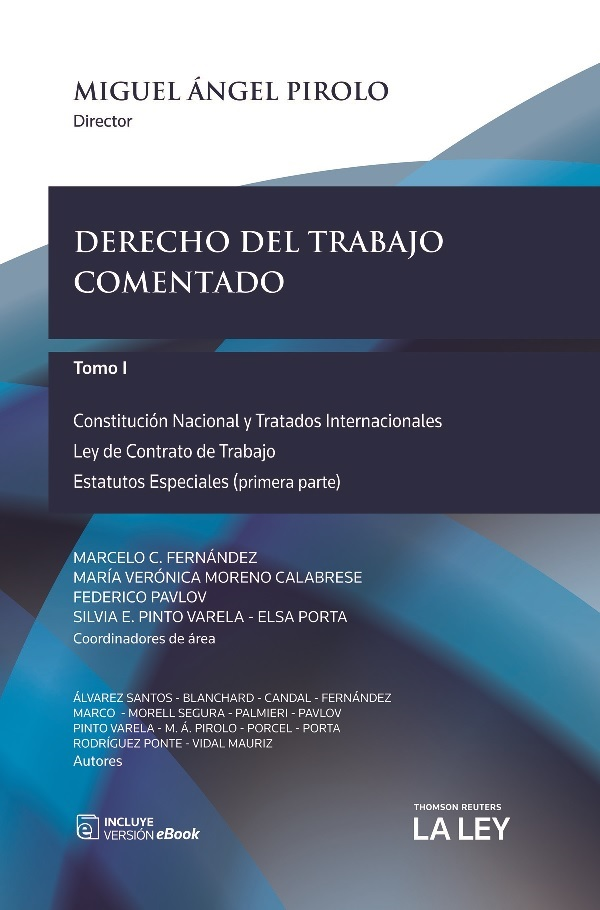 MIGUEL ÁNGEL PIROLO
Director
DERECHO DEL TRABAJO
COMENTADO
Tomo I
Constitución Nacional y Tratados Internacionales
Ley de Contrato de Trabajo
Estatutos Especiales (primera parte)
MARCELO C. FERNÁNDEZ
MARÍA VERÓNICA MORENO CALABRESE
FEDERICO PAVLOV
SILVIA E. PINTO VARELA - ELSA PORTA
Coordinadores de área
ÁLVAREZ SANTOS - BLANCHARD - CANDAL - FERNÁNDEZ
MARCO - MORELL SEGURA - PALMIERI - PAVLOV
PINTO VARELA - M. Á. PIROLO - PORCEL - PORTA
RODRÍGUEZ PONTE - VIDAL MAURIZ
Autores
e INCLUYE
VERSIÓN eBook
THOMSON REUTERS
LA LEY